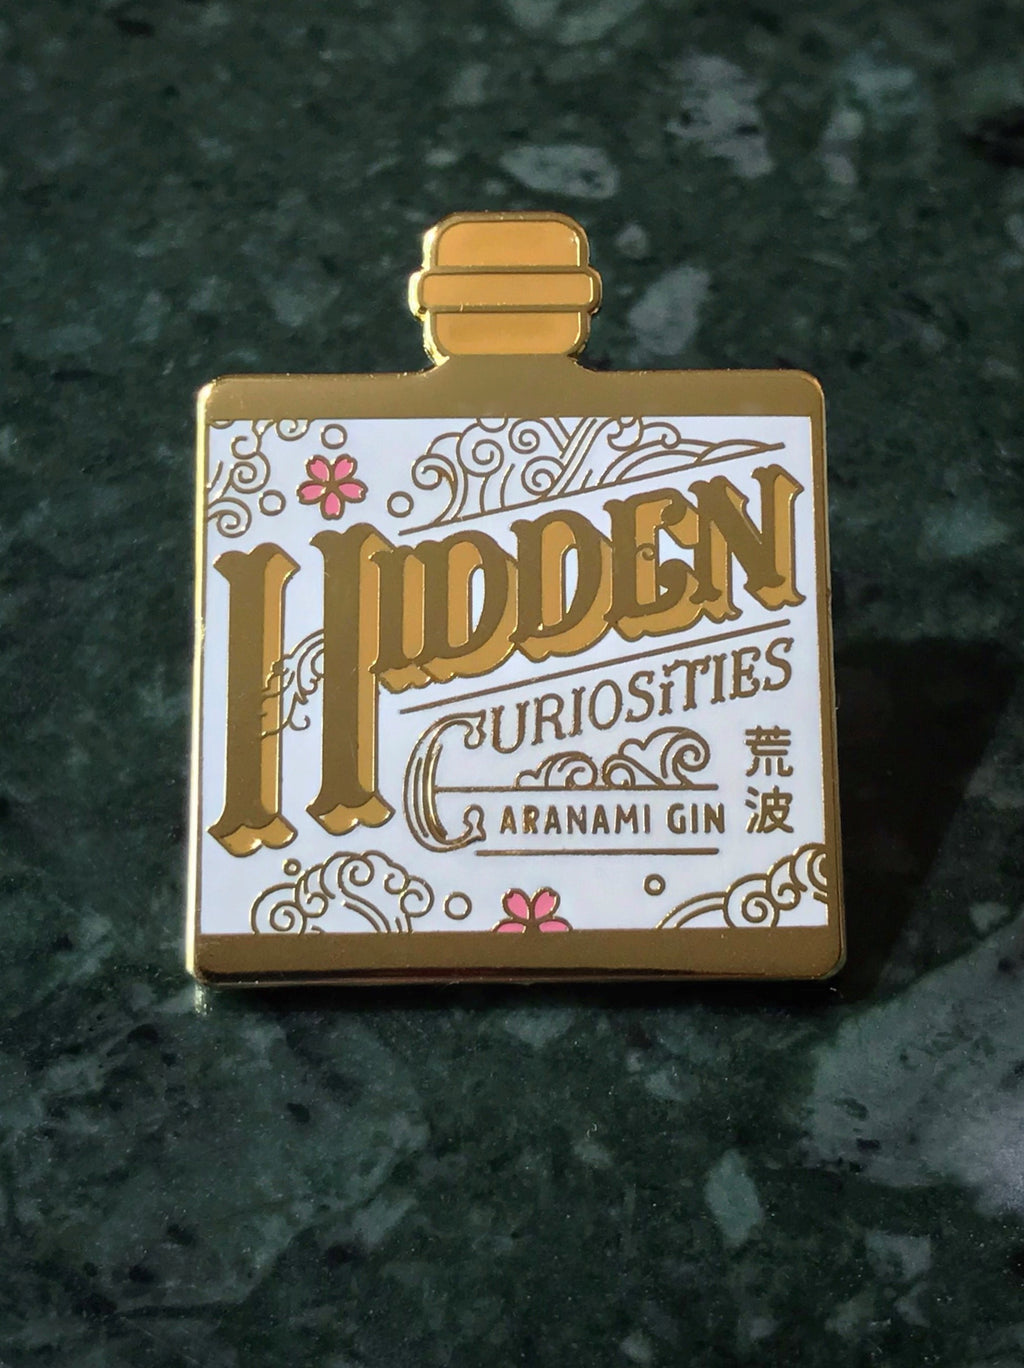 HIDDEN
CURIOSiTIES
ARANAMI GIN
荒波